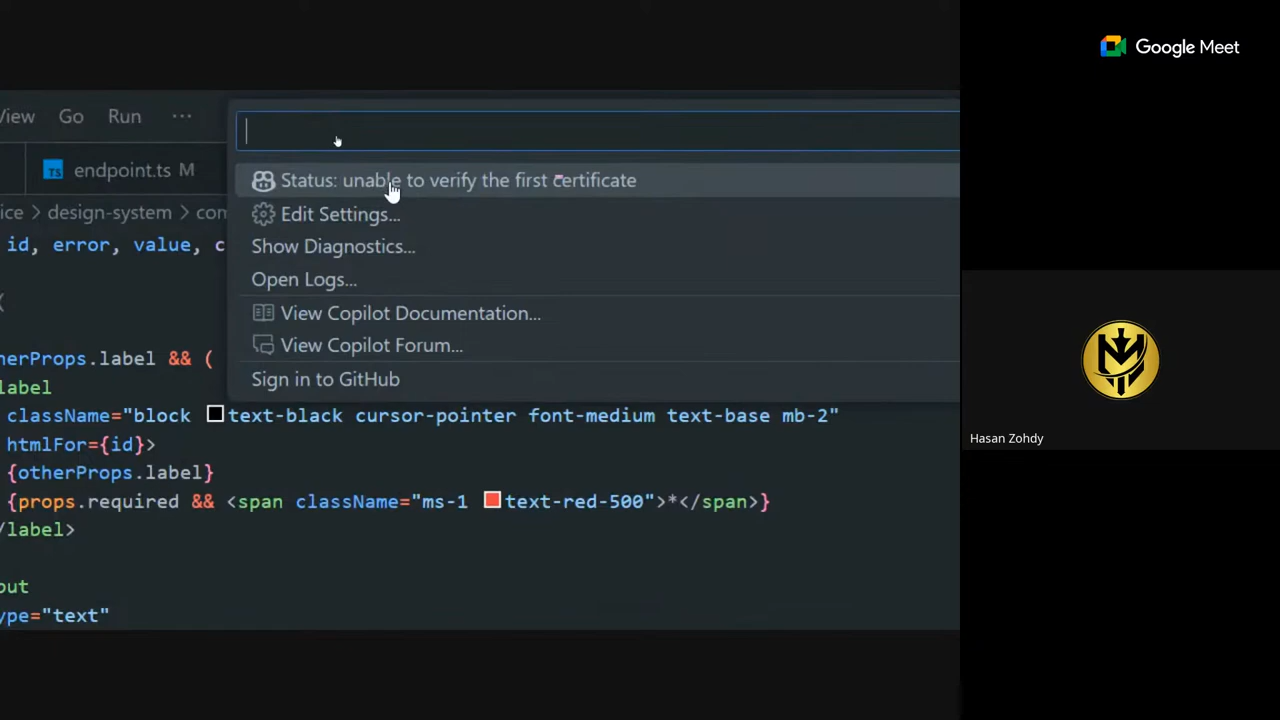 Google Meet
View Go Run ...
endpoint.ts M
ice > design-system > com
id, error, value, c
Status: unable to verify the first certificate
Edit Settings...
Show Diagnostics...
Open Logs...
View Copilot Documentation...
View Copilot Forum...
Sign in to GitHub
(
herProps.label && (
label
className="block text-black cursor-pointer font-medium text-base mb-2"
htmlFor={id}>
{otherProps.label}
{props.required && <span className="ms-1 text-red-500">*</span>}
/label>
out
ype="text"
Hasan Zohdy